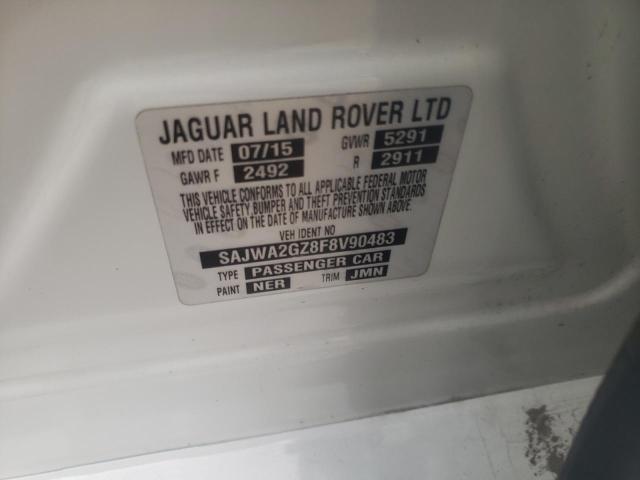 JAGUAR LAND ROVER LTD
MFD DATE 07/15 GVWR 5291
GAWR F 2492 R 2911
THIS VEHICLE CONFORMS TO ALL APPLICABLE FEDERAL MOTOR
VEHICLE SAFETY BUMPER AND THEFT PREVENTION STANDARDS
IN EFFECT ON THE DATE OF MANUFACTURE SHOWN ABOVE.
VEH IDENT NO
SAJWA2GZ8F8V90483
TYPE PASSENGER CAR
PAINT NER TRIM JMN